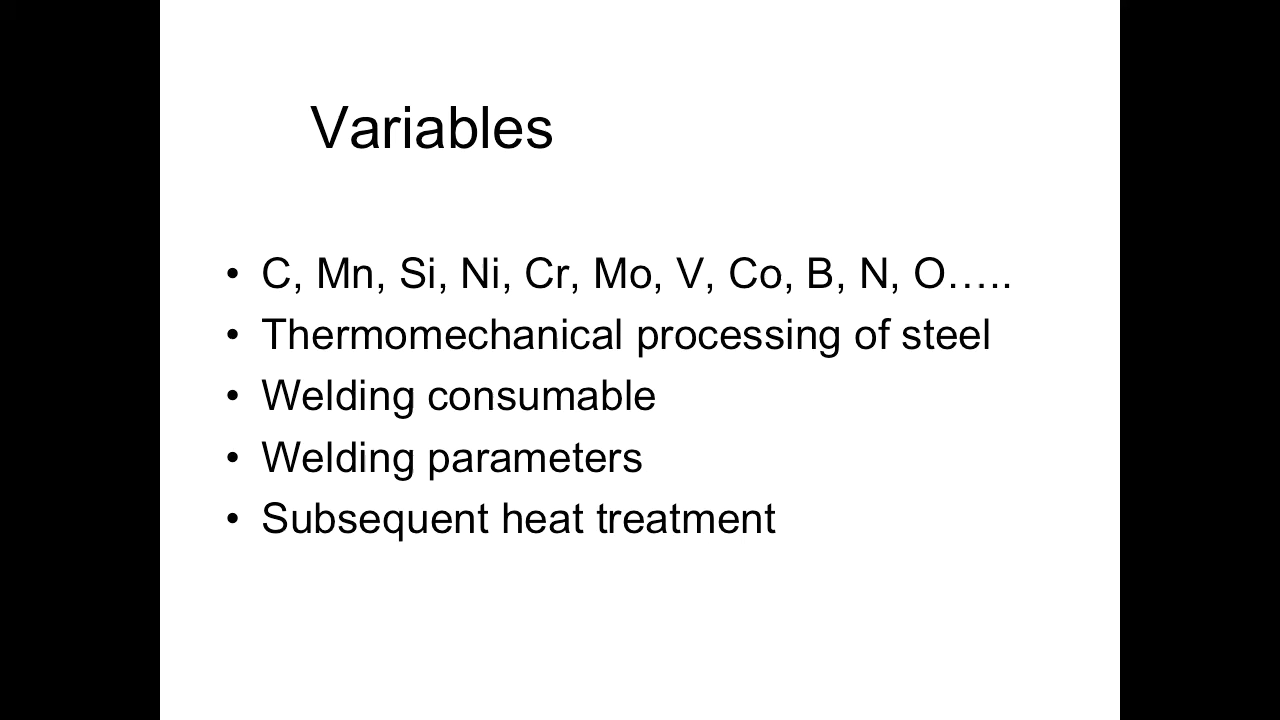 Variables
• C, Mn, Si, Ni, Cr, Mo, V, Co, B, N, O…..
• Thermomechanical processing of steel
• Welding consumable
• Welding parameters
• Subsequent heat treatment